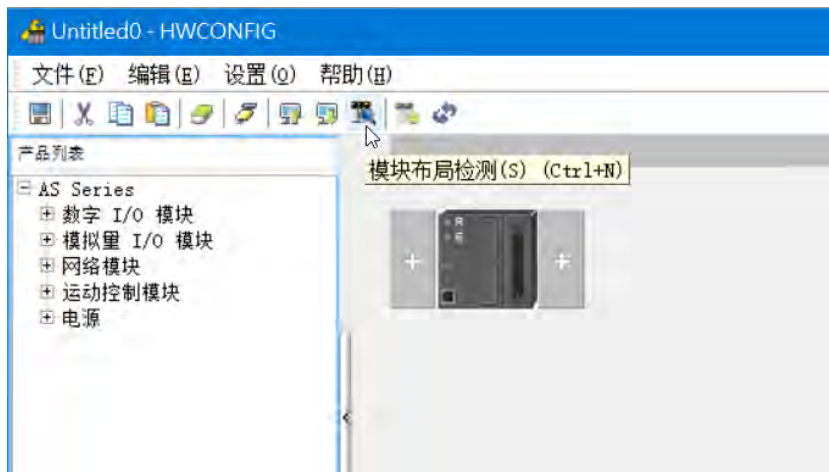 Untitled0 - HWCONFIG
文件(F) 编辑(E) 设置(O) 帮助(H)
产品列表
模块布局检测(S) (Ctrl+N)
AS Series
数字 I/O 模块
模拟量 I/O 模块
网络模块
运动控制模块
电源
R
E